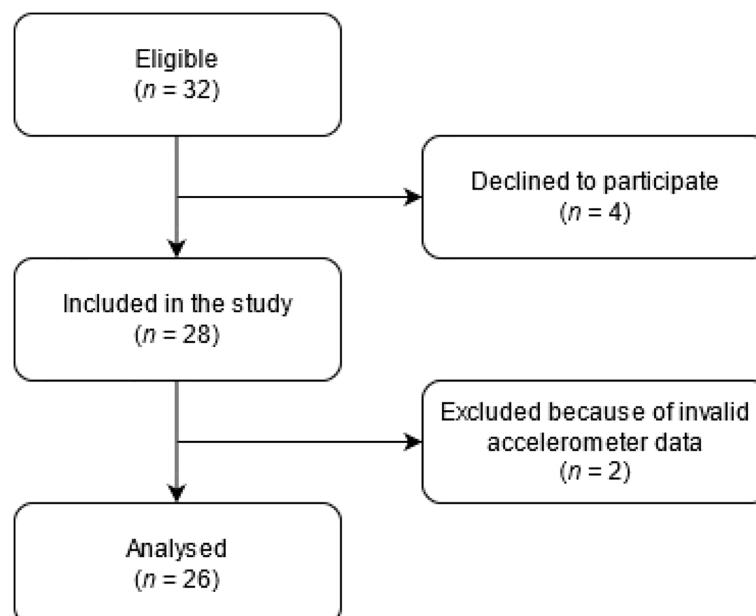 Eligible
(n = 32)
Declined to participate
(n = 4)
Included in the study
(n = 28)
Excluded because of invalid
accelerometer data
(n = 2)
Analysed
(n = 26)